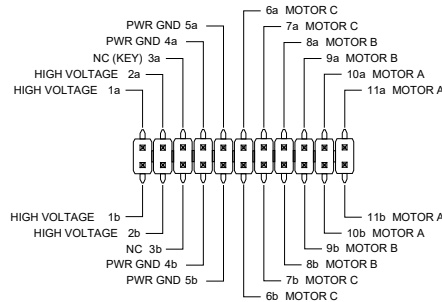 6a MOTOR C
PWR GND 5a
7a MOTOR C
PWR GND 4a
8a MOTOR B
NC (KEY) 3a
9a MOTOR B
HIGH VOLTAGE 2a
10a MOTOR A
HIGH VOLTAGE 1a
11a MOTOR A
HIGH VOLTAGE 1b
11b MOTOR A
HIGH VOLTAGE 2b
10b MOTOR A
NC 3b
9b MOTOR B
PWR GND 4b
8b MOTOR B
PWR GND 5b
7b MOTOR C
6b MOTOR C